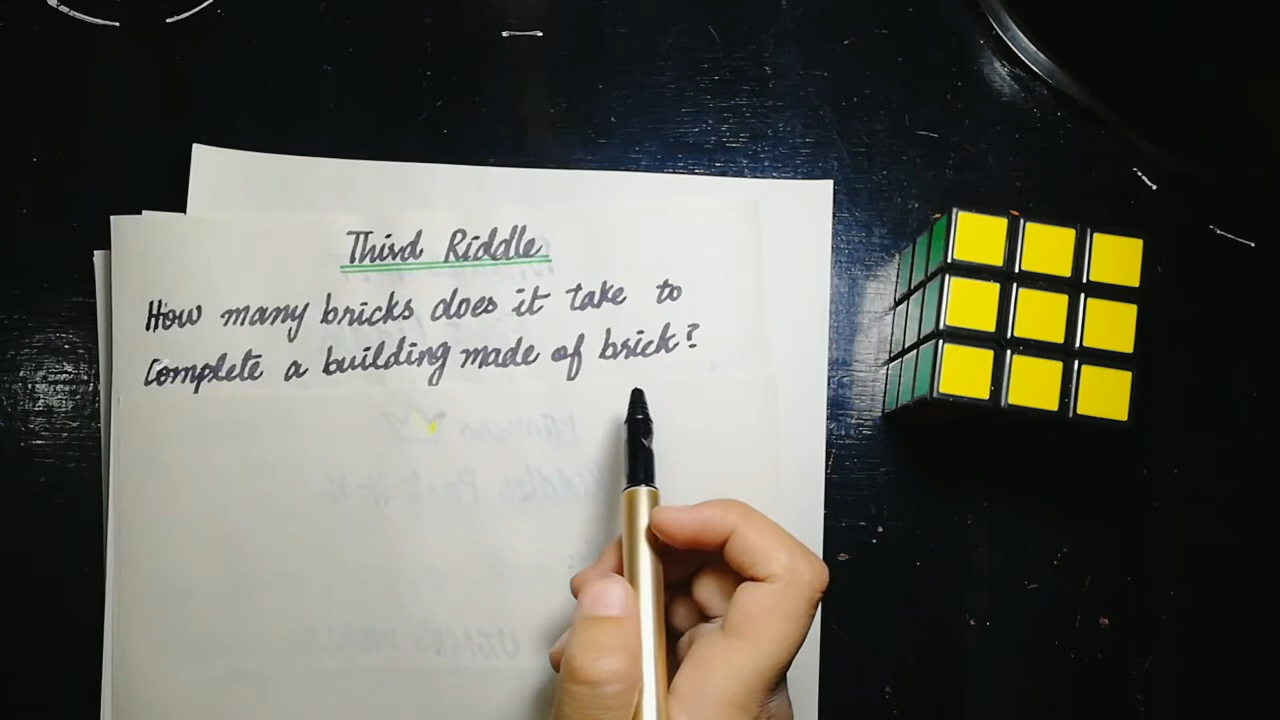 Third Riddle
How many bricks does it take to
Complete a building made of brick?